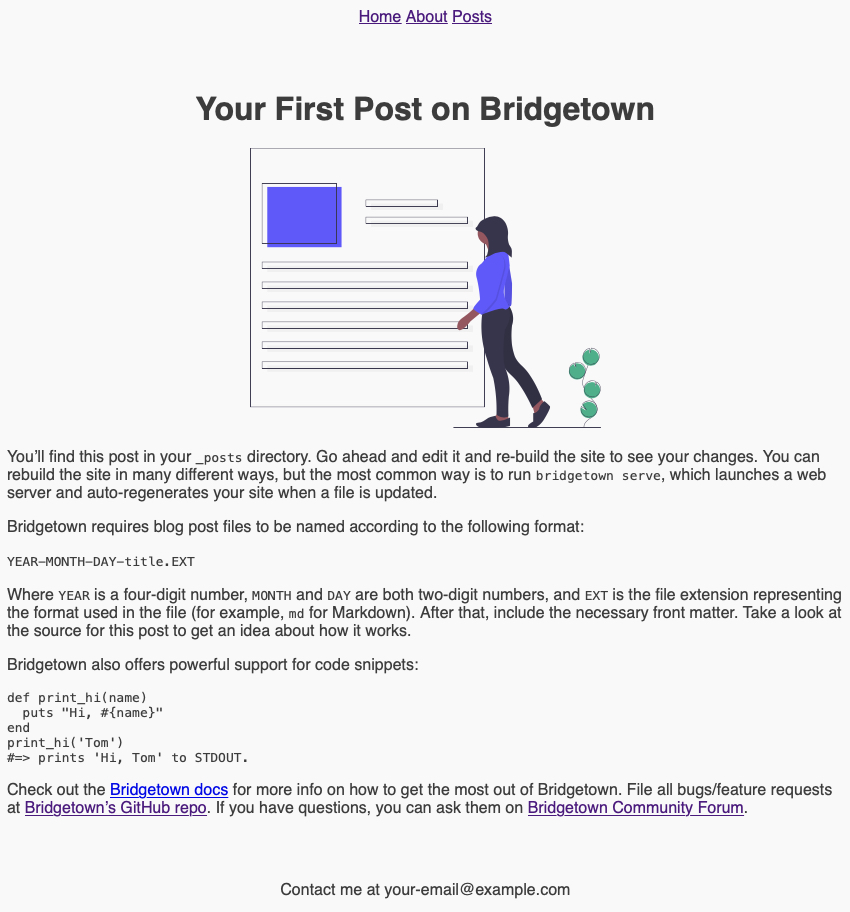 Home About Posts
Your First Post on Bridgetown
You’ll find this post in your _posts directory. Go ahead and edit it and re-build the site to see your changes. You can
rebuild the site in many different ways, but the most common way is to run bridgetown serve, which launches a web
server and auto-regenerates your site when a file is updated.
Bridgetown requires blog post files to be named according to the following format:
YEAR-MONTH-DAY-title.EXT
Where YEAR is a four-digit number, MONTH and DAY are both two-digit numbers, and EXT is the file extension representing
the format used in the file (for example, md for Markdown). After that, include the necessary front matter. Take a look at
the source for this post to get an idea about how it works.
Bridgetown also offers powerful support for code snippets:
def print_hi(name)
  puts "Hi, #{name}"
end
print_hi('Tom')
#=> prints 'Hi, Tom' to STDOUT.
Check out the Bridgetown docs for more info on how to get the most out of Bridgetown. File all bugs/feature requests
at Bridgetown’s GitHub repo. If you have questions, you can ask them on Bridgetown Community Forum.
Contact me at your-email@example.com